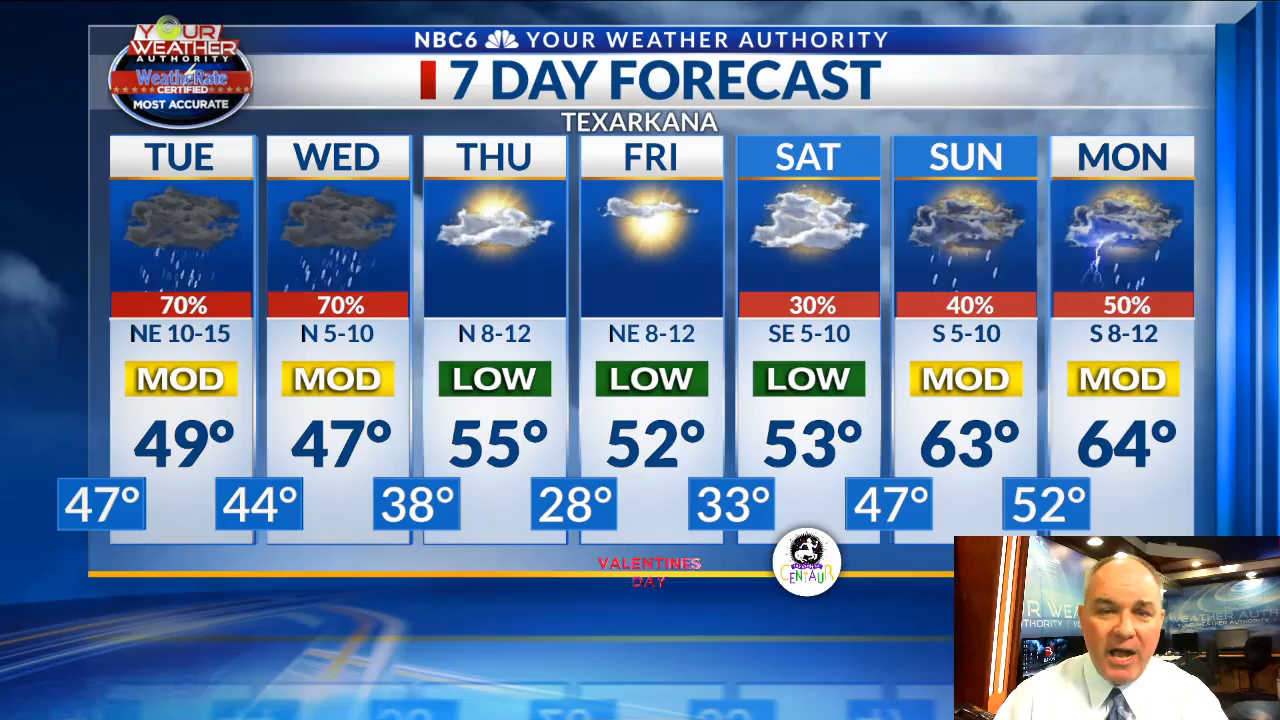 YOUR
WEATHER
AUTHORITY
WeatheRate
CERTIFIED
MOST ACCURATE
NBC6 YOUR WEATHER AUTHORITY
7 DAY FORECAST
TEXARKANA
TUE WED THU FRI SAT SUN MON
70% 70% 30% 40% 50%
NE 10-15 N 5-10 N 8-12 NE 8-12 SE 5-10 S 5-10 S 8-12
MOD MOD LOW LOW LOW MOD MOD
49° 47° 55° 52° 53° 63° 64°
47° 44° 38° 28° 33° 47° 52°
VALENTINES
DAY
CENTAUR